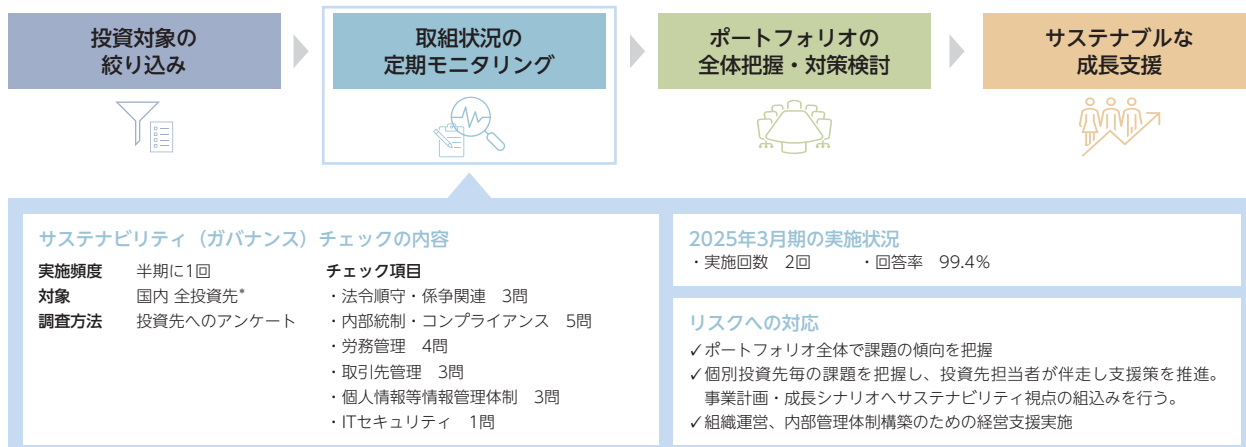 投資対象の
絞り込み
取組状況の
定期モニタリング
ポートフォリオの
全体把握・対策検討
サステナブルな
成長支援
サステナビリティ（ガバナンス）チェックの内容
実施頻度　半期に1回
対象　国内 全投資先*
調査方法　投資先へのアンケート
チェック項目
・法令順守・係争関連　3問
・内部統制・コンプライアンス　5問
・労務管理　4問
・取引先管理　3問
・個人情報等情報管理体制　3問
・ITセキュリティ　1問
2025年3月期の実施状況
・実施回数　2回　　・回答率　99.4%
リスクへの対応
✓ポートフォリオ全体で課題の傾向を把握
✓個別投資先毎の課題を把握し、投資先担当者が伴走し支援策を推進。
事業計画・成長シナリオへサステナビリティ視点の組込みを行う。
✓組織運営、内部管理体制構築のための経営支援実施